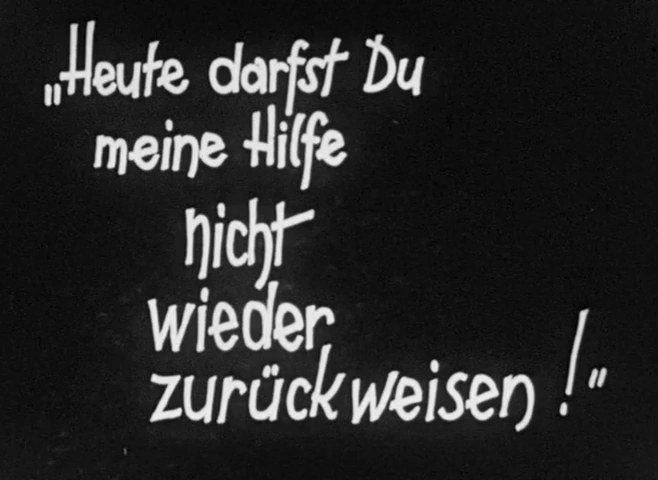 „Heute darfst Du
meine Hilfe
nicht
wieder
zurückweisen!"